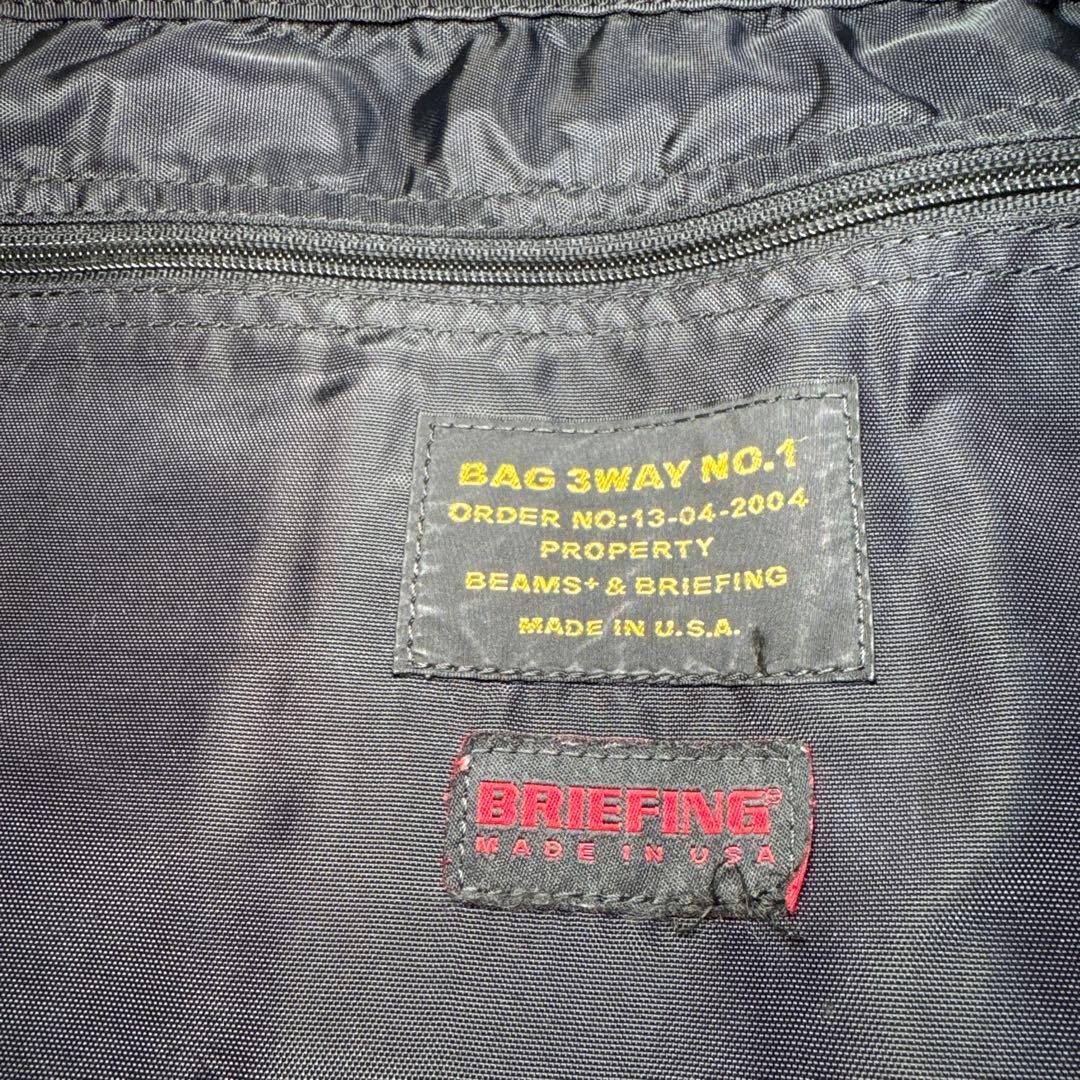 BAG 3WAY NO.1
ORDER NO:13-04-2004
PROPERTY
BEAMS+ & BRIEFING
MADE IN U.S.A.
BRIEFING®
MADE IN USA